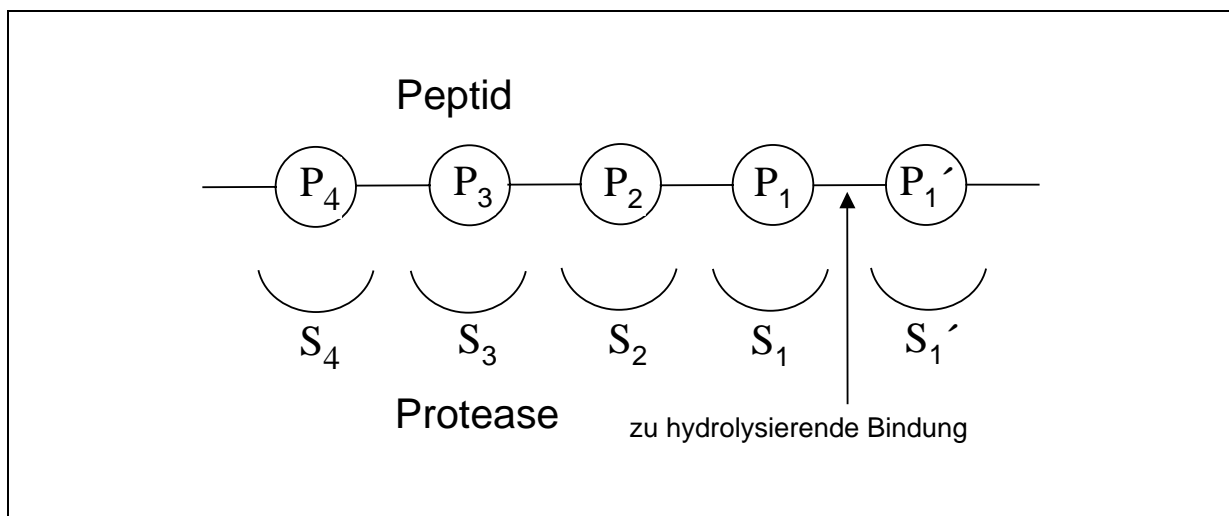 Peptid
P₄ P₃ P₂ P₁ P₁´
S₄ S₃ S₂ S₁ S₁´
Protease
zu hydrolysierende Bindung